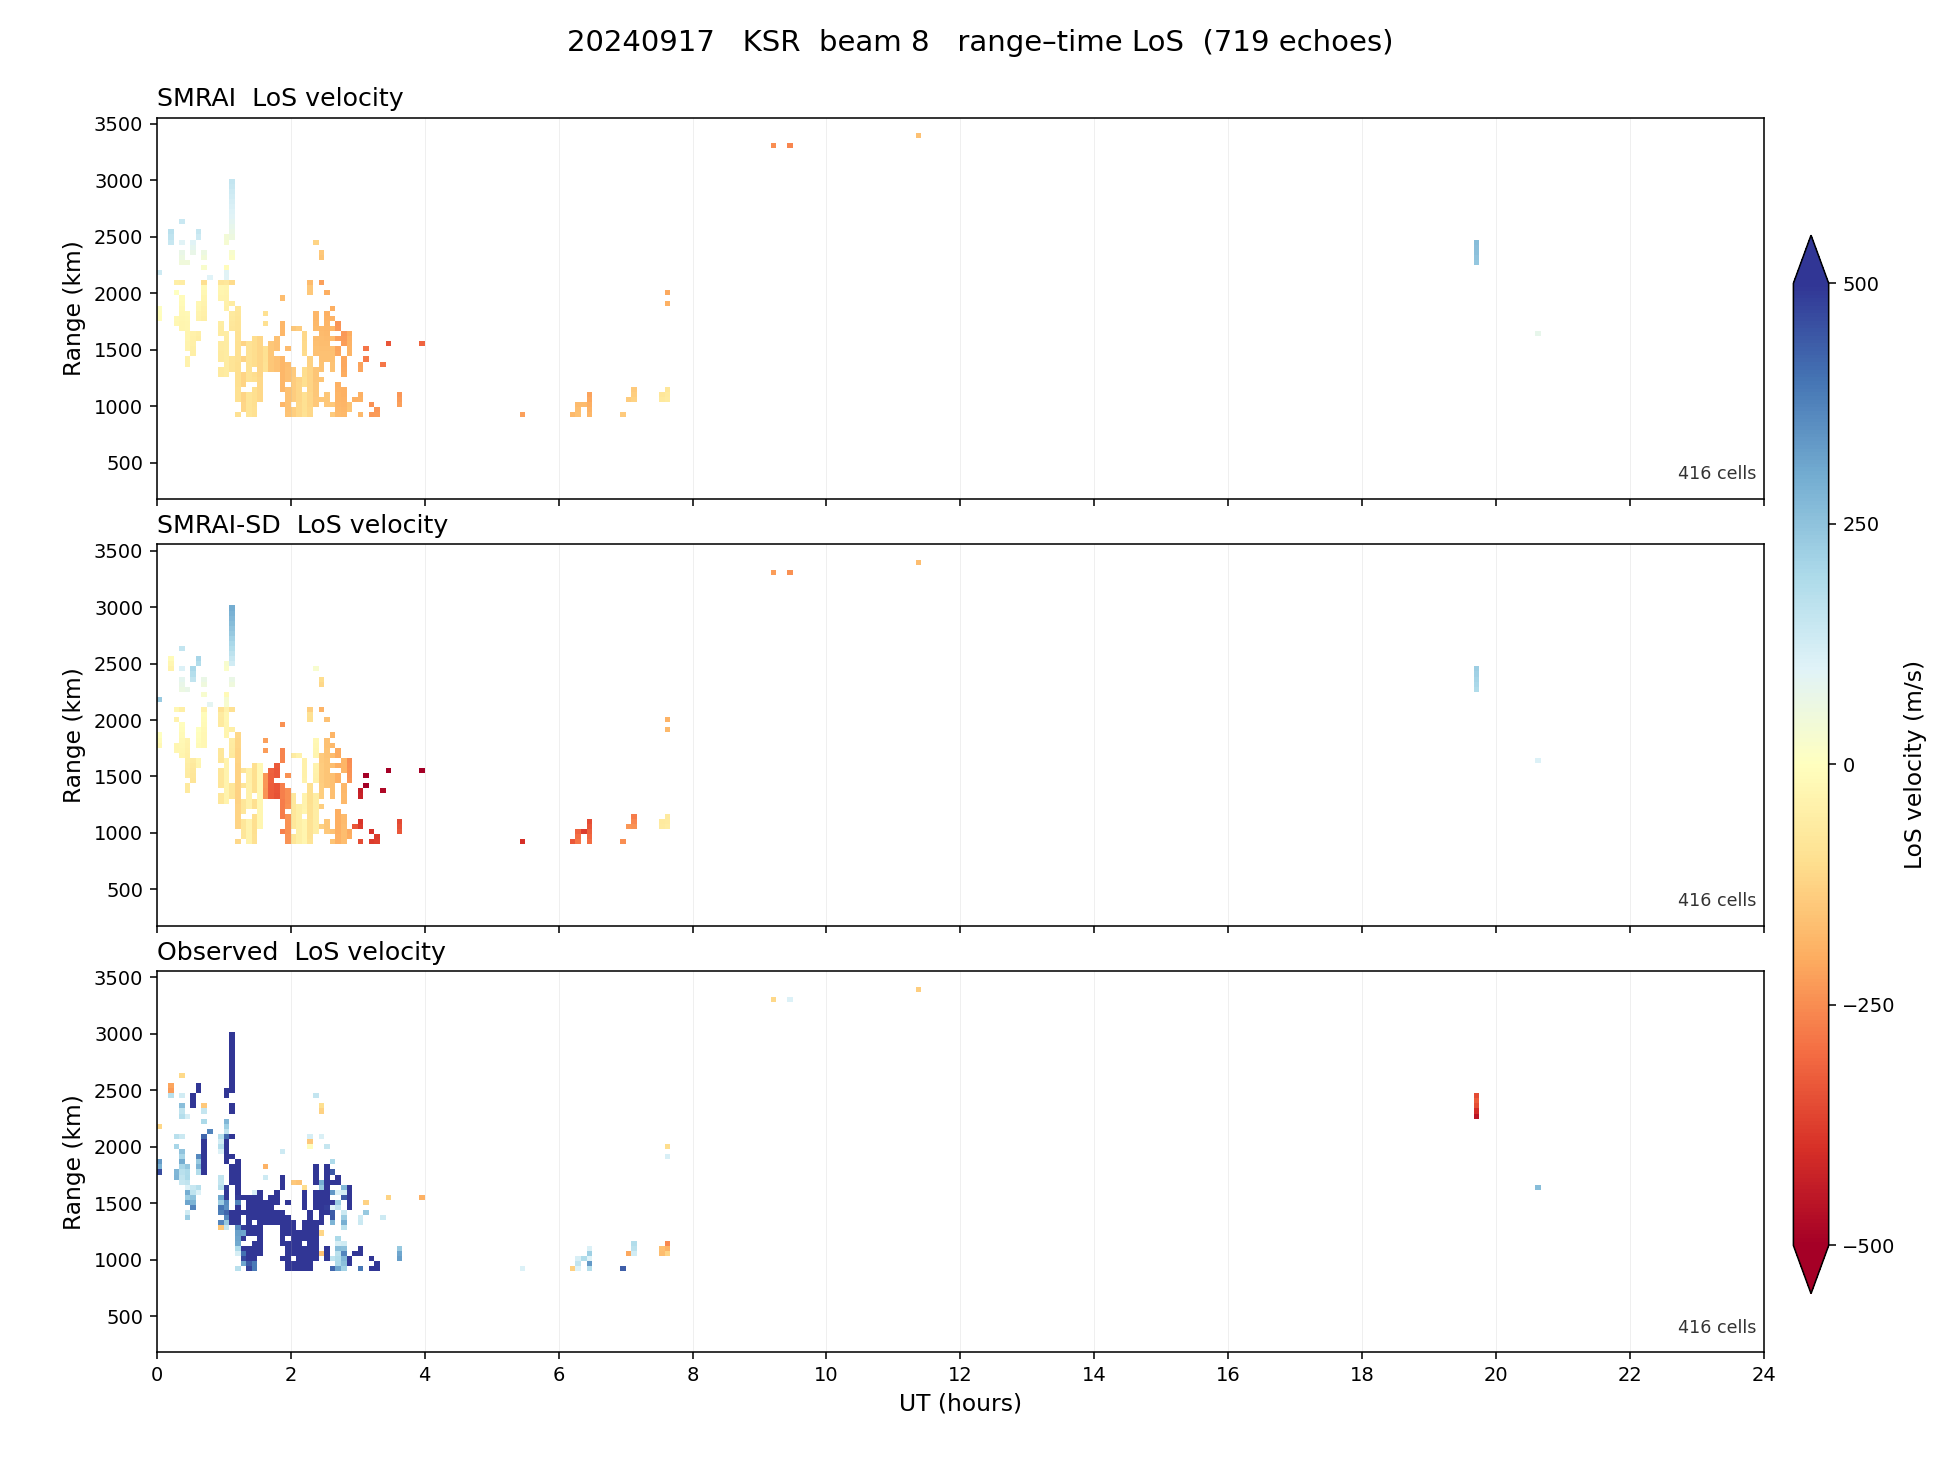 20240917   KSR  beam 8   range–time LoS  (719 echoes)
SMRAI  LoS velocity
3500
3000
2500
2000
1500
1000
500
Range (km)
416 cells
SMRAI-SD  LoS velocity
3500
3000
2500
2000
1500
1000
500
Range (km)
416 cells
Observed  LoS velocity
3500
3000
2500
2000
1500
1000
500
Range (km)
416 cells
0 2 4 6 8 10 12 14 16 18 20 22 24
UT (hours)
500
250
0
−250
−500
LoS velocity (m/s)